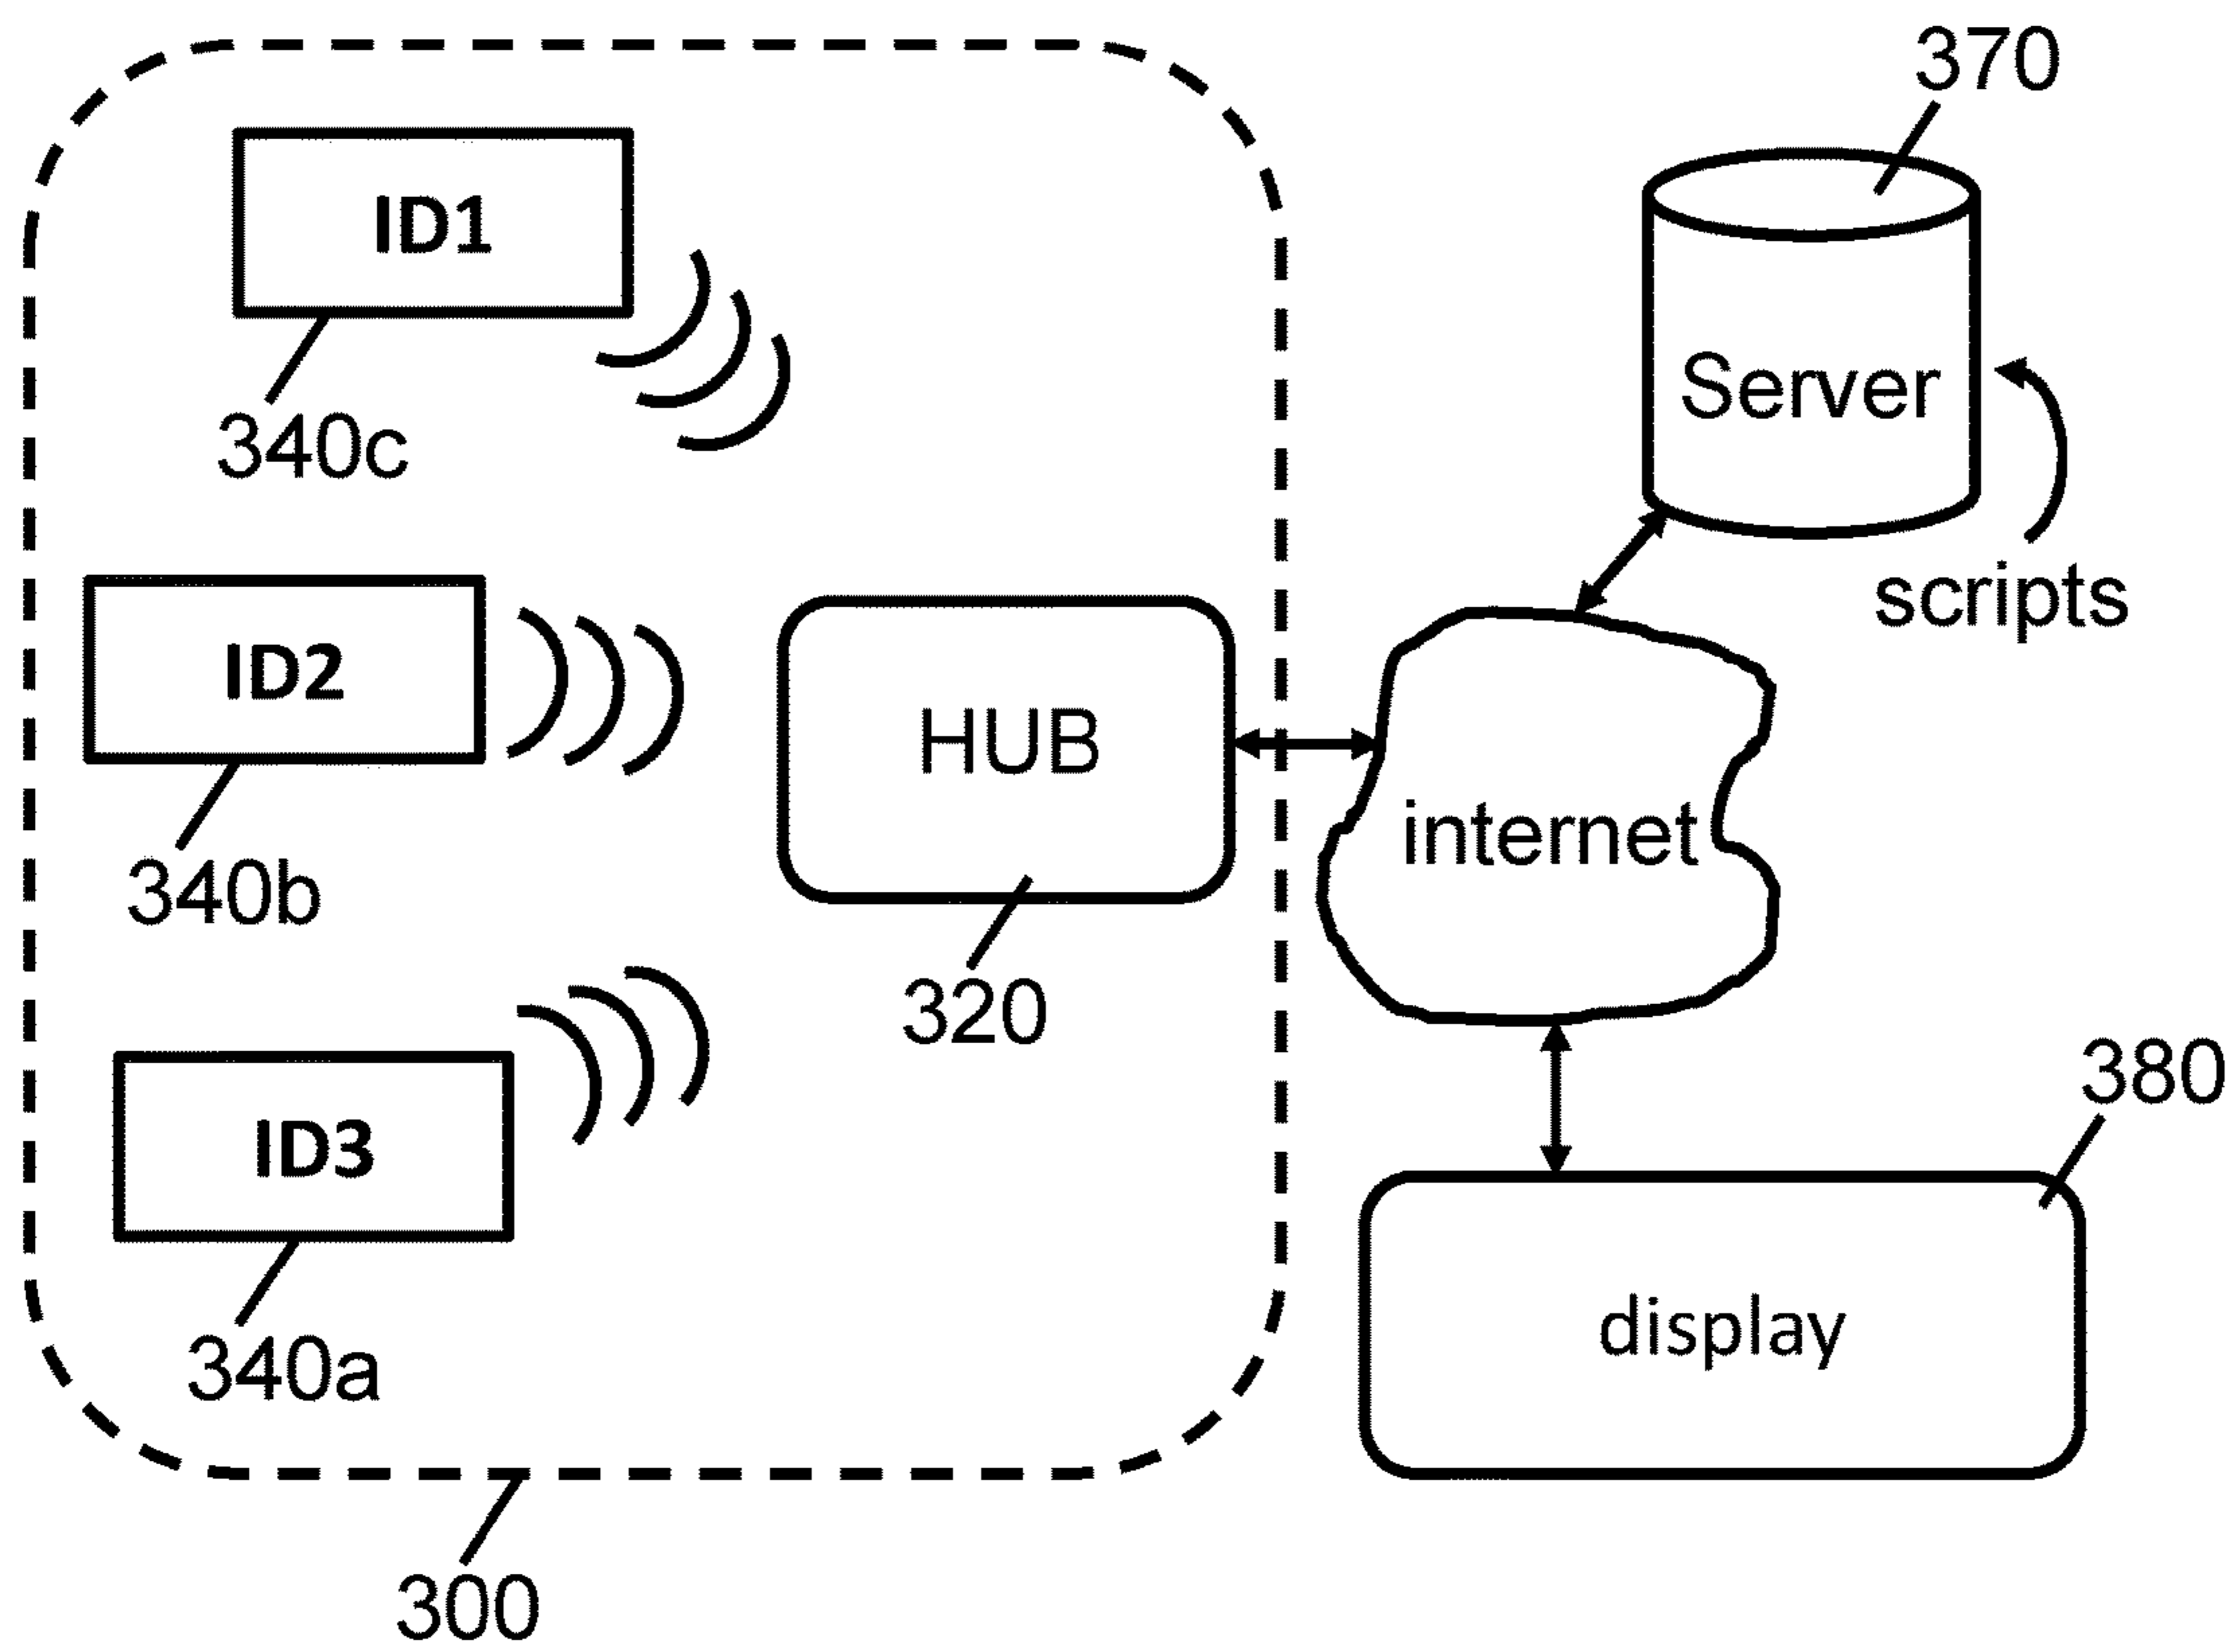 370
ID1
Server
340c
scripts
ID2
HUB
internet
340b
320
380
ID3
display
340a
300